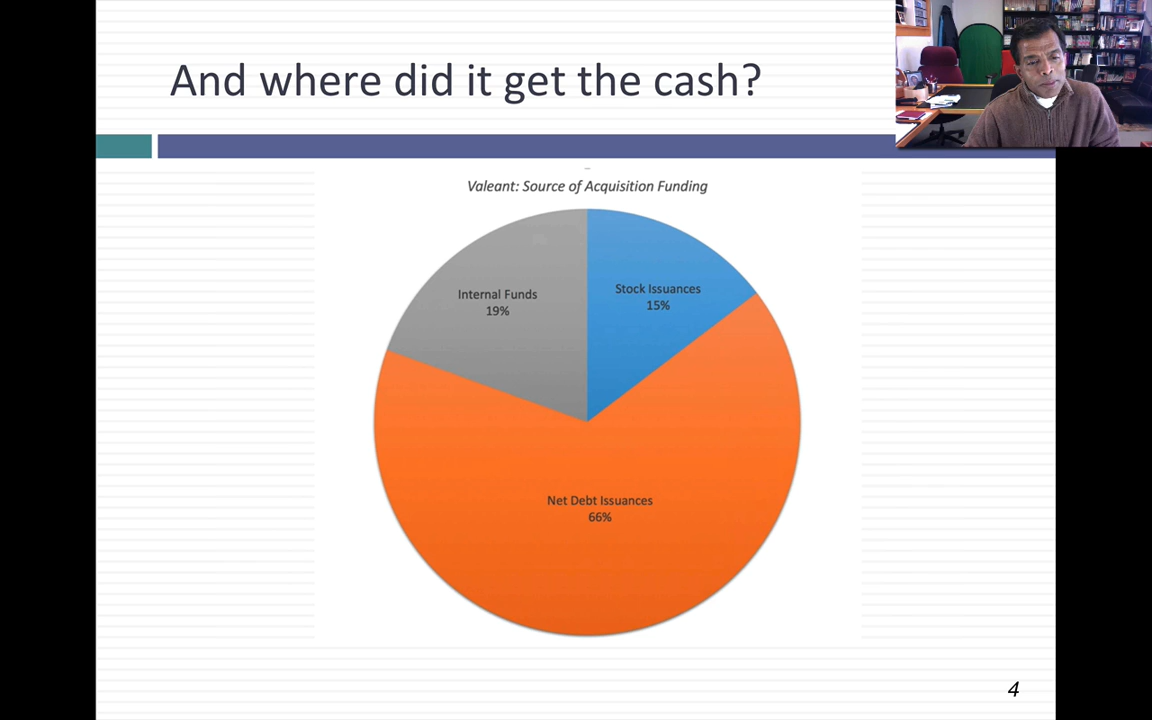 And where did it get the cash?
Valeant: Source of Acquisition Funding
Internal Funds
19%
Stock Issuances
15%
Net Debt Issuances
66%
4